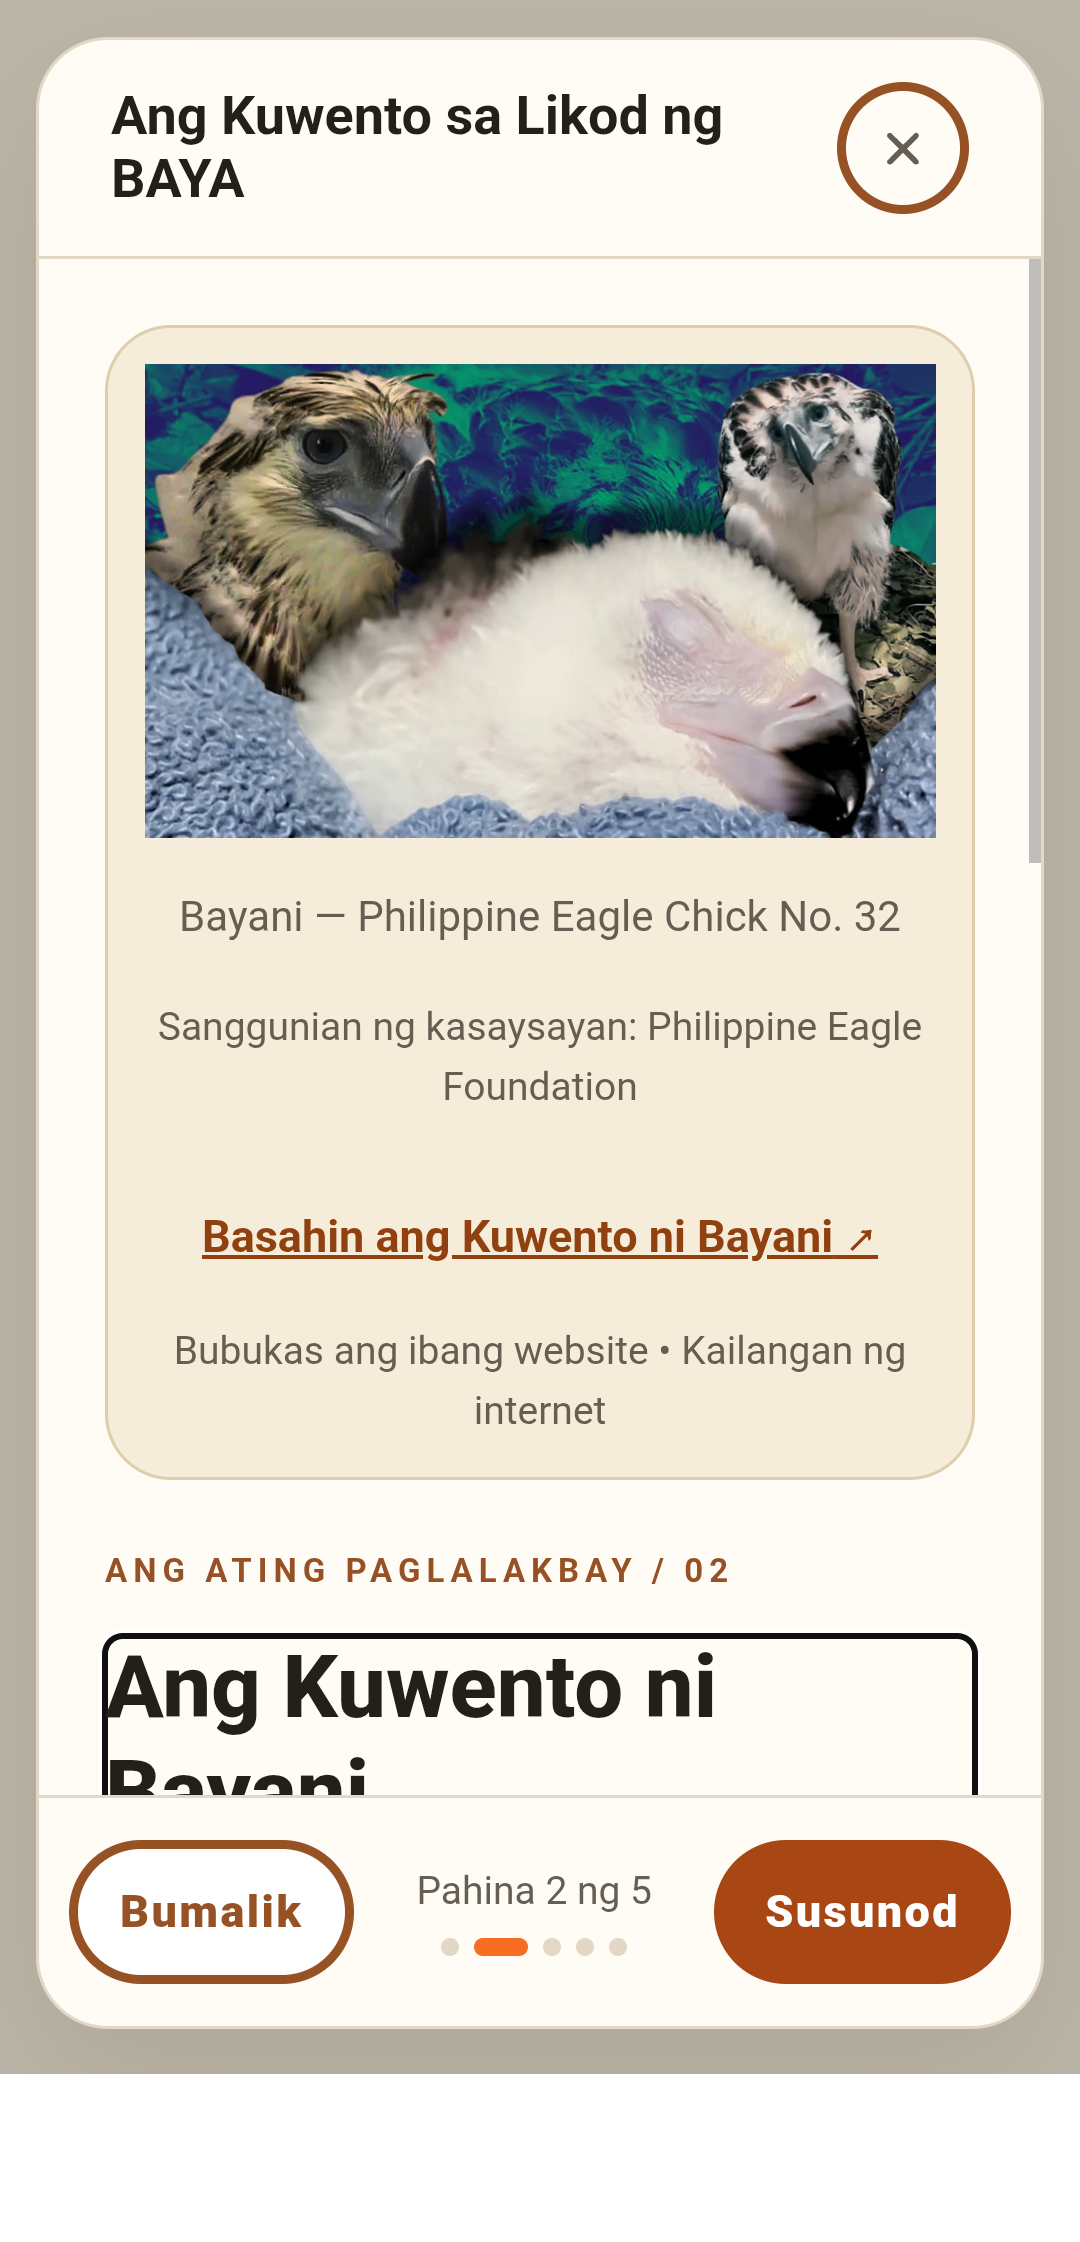 Ang Kuwento sa Likod ng
BAYA
Bayani — Philippine Eagle Chick No. 32
Sanggunian ng kasaysayan: Philippine Eagle
Foundation
Basahin ang Kuwento ni Bayani ↗
Bubukas ang ibang website • Kailangan ng
internet
ANG ATING PAGLALAKBAY / 02
Ang Kuwento ni
Bayani
Bumalik
Pahina 2 ng 5
Susunod